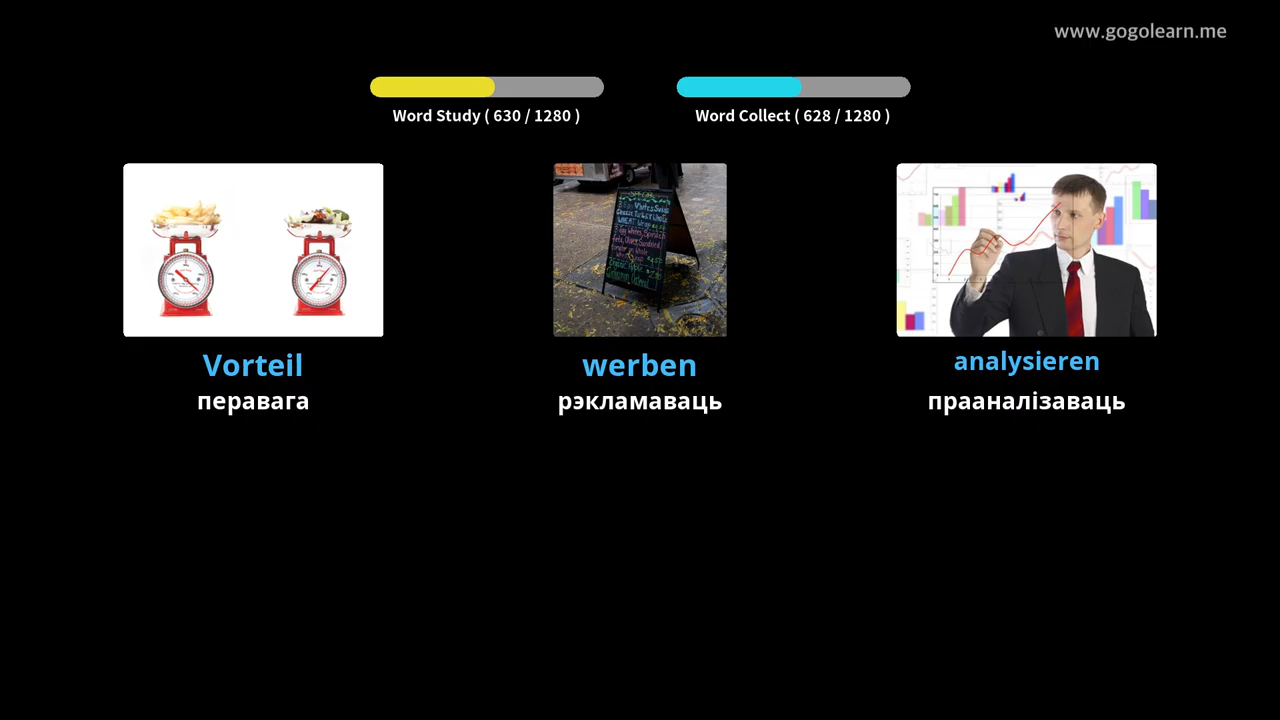 www.gogolearn.me
Word Study ( 630 / 1280 )
Word Collect ( 628 / 1280 )
Vorteil
werben
analysieren
перавага
рэкламаваць
прааналізаваць